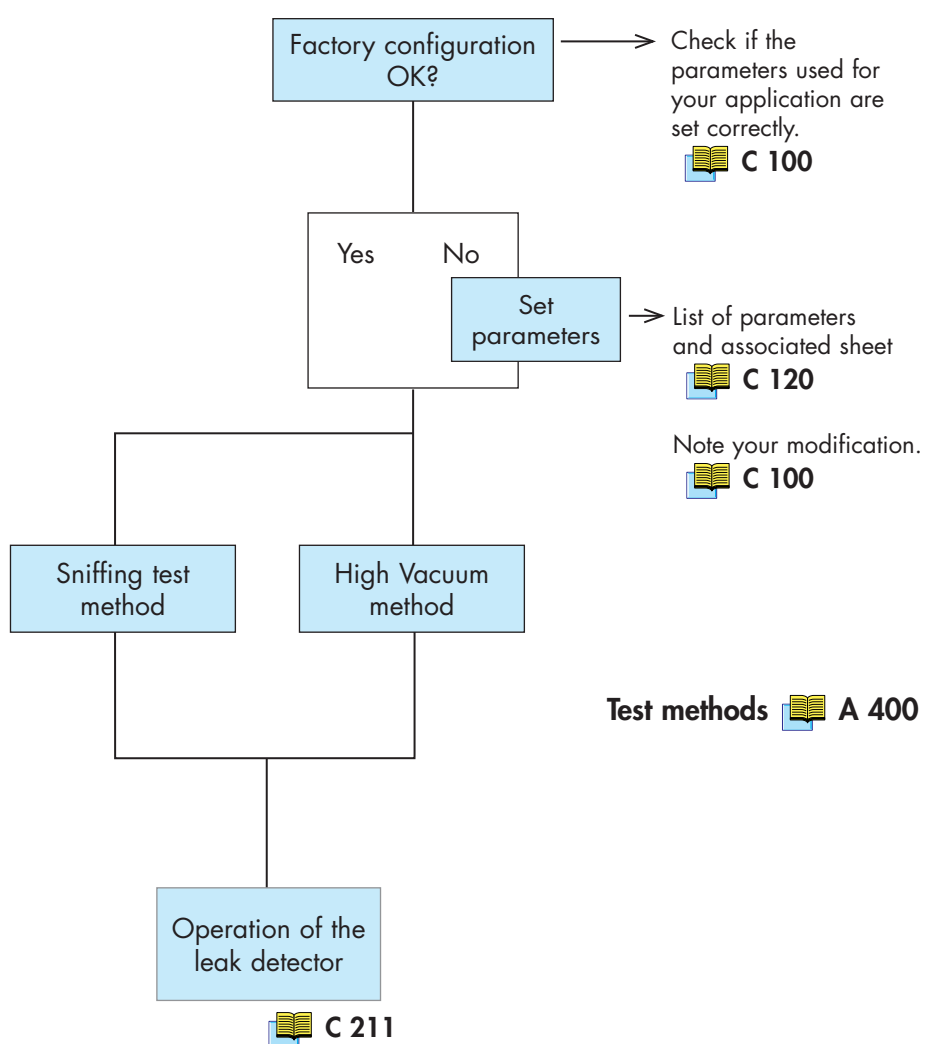 Factory configuration
OK?
Check if the
parameters used for
your application are
set correctly.
C 100
Yes No
Set
parameters
List of parameters
and associated sheet
C 120
Note your modification.
C 100
Sniffing test
method
High Vacuum
method
Test methods A 400
Operation of the
leak detector
C 211